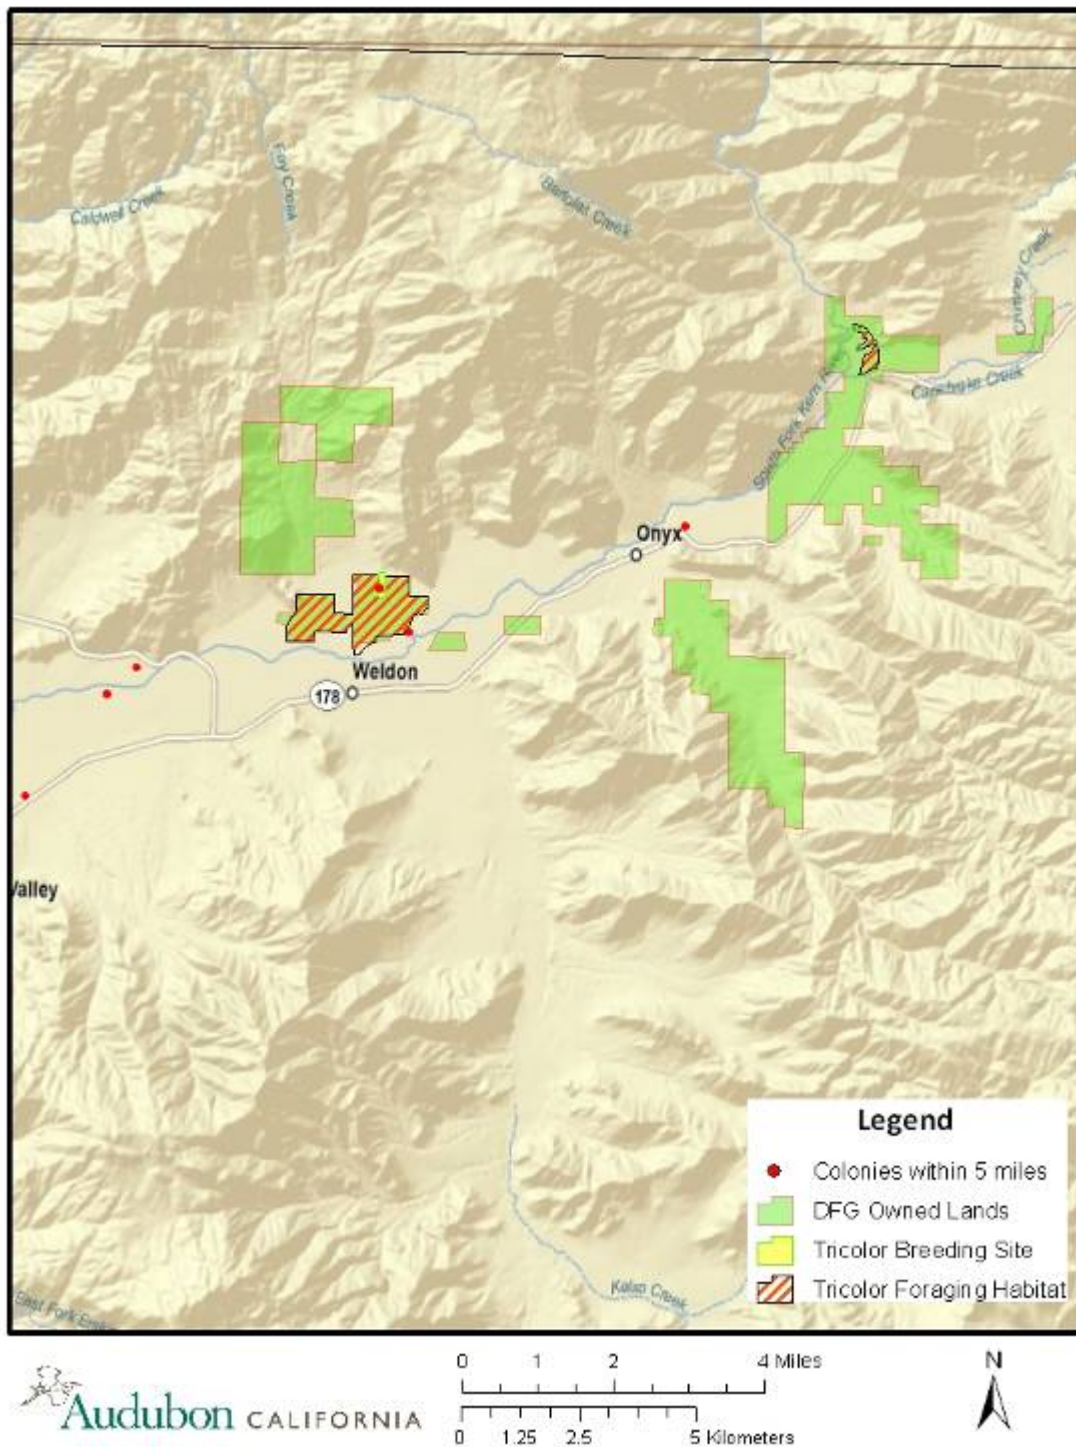 Fay Creek
Caldwell Creek
Bartolas Creek
Chimney Creek
Canebrake Creek
South Fork Kern
Onyx
Weldon
178
Valley
Legend
Colonies within 5 miles
DFG Owned Lands
Tricolor Breeding Site
Tricolor Foraging Habitat
Kelso Creek
East Fork
0 1 2 4 Miles
N
Audubon CALIFORNIA
0 1.25 2.5 5 Kilometers